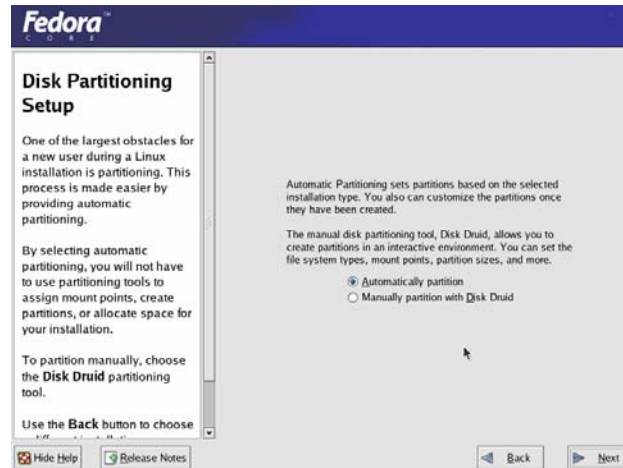 Fedora
CORE
Disk Partitioning
Setup
One of the largest obstacles for
a new user during a Linux
installation is partitioning. This
process is made easier by
providing automatic
partitioning.
By selecting automatic
partitioning, you will not have
to use partitioning tools to
assign mount points, create
partitions, or allocate space for
your installation.
To partition manually, choose
the Disk Druid partitioning
tool.
Use the Back button to choose
Automatic Partitioning sets partitions based on the selected
installation type. You also can customize the partitions once
they have been created.
The manual disk partitioning tool, Disk Druid, allows you to
create partitions in an interactive environment. You can set the
file system types, mount points, partition sizes, and more.
Automatically partition
Manually partition with Disk Druid
Hide Help
Release Notes
Back
Next